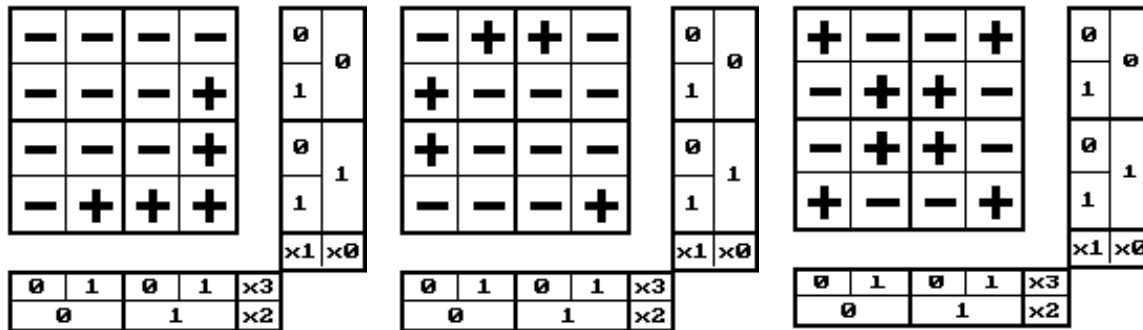 − − − − 0 0 − + + − 0 0 + − − + 0 0
− − − + 1 + − − − 1 − + + − 1
− − − + 0 1 + − − − 0 1 − + + − 0 1
− + + + 1 − − − + 1 + − − + 1
x1 x0 x1 x0 x1 x0
0 1 0 1 x3 0 1 0 1 x3 0 1 0 1 x3
0 1 x2 0 1 x2 0 1 x2